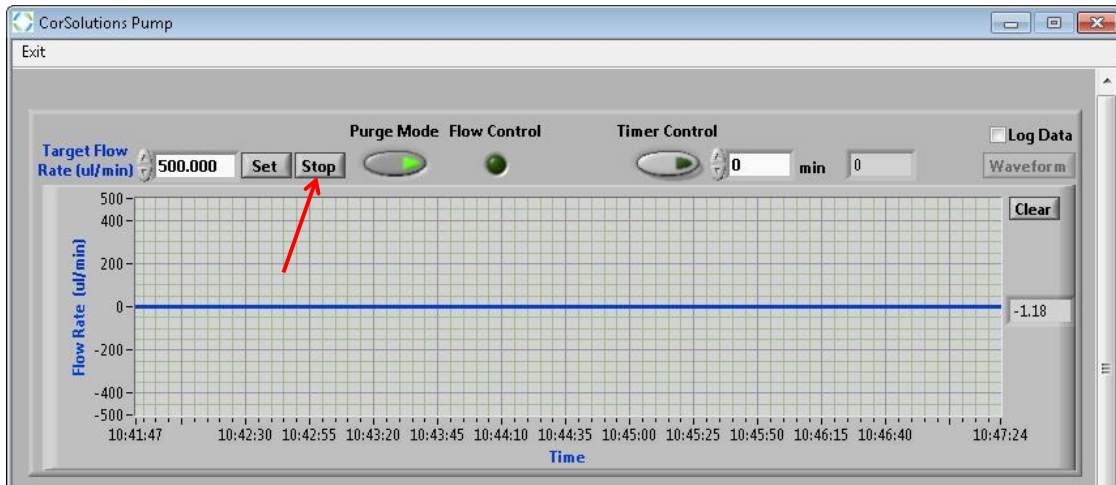 CorSolutions Pump
Exit
Purge Mode Flow Control Timer Control Log Data
Target Flow
Rate (ul/min) 500.000 Set Stop 0 min 0 Waveform
Clear
Flow Rate (ul/min)
500
400
200
0
-200
-400
-500
-1.18
10:41:47 10:42:30 10:42:55 10:43:20 10:43:45 10:44:10 10:44:35 10:45:00 10:45:25 10:45:50 10:46:15 10:46:40 10:47:24
Time